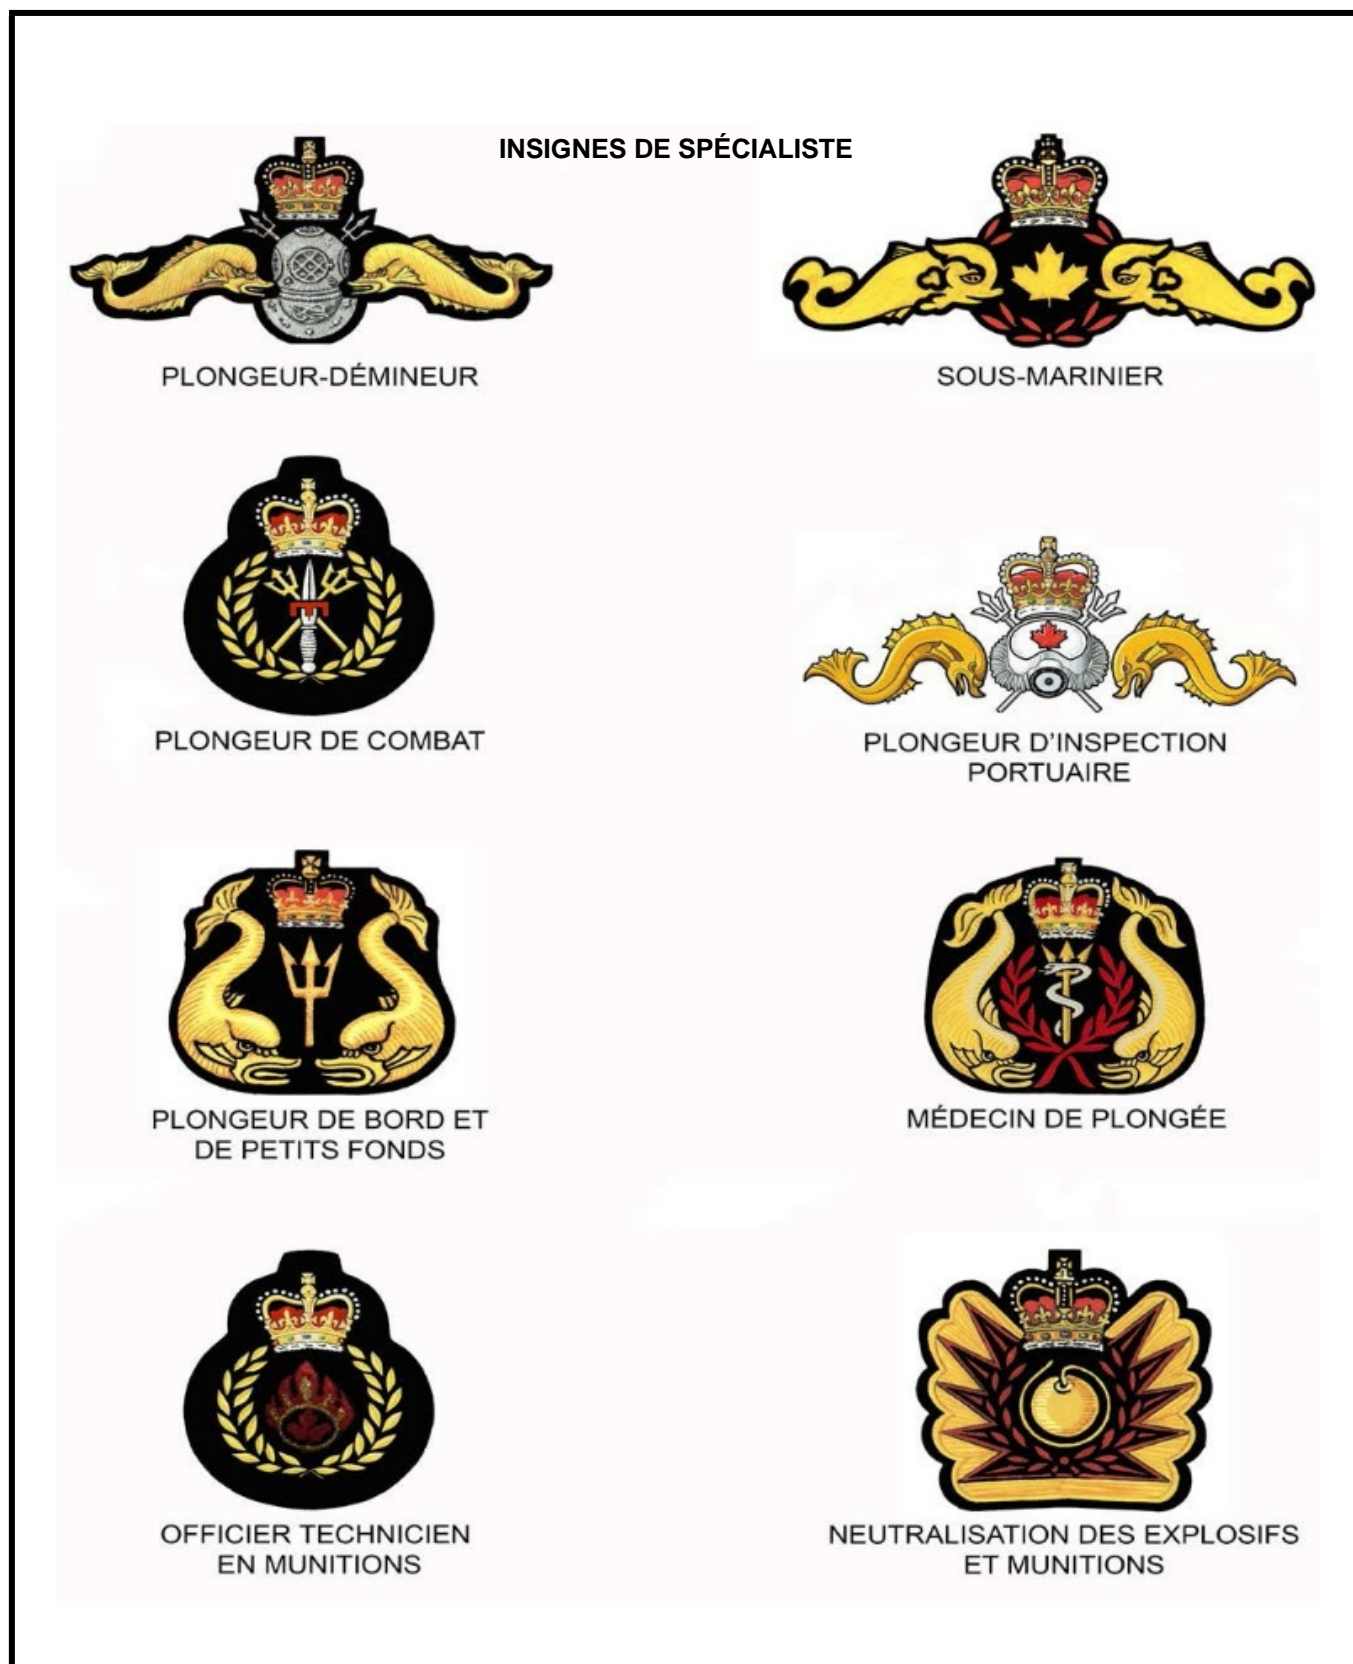 INSIGNES DE SPÉCIALISTE
PLONGEUR-DÉMINEUR
SOUS-MARINIER
PLONGEUR DE COMBAT
PLONGEUR D'INSPECTION
PORTUAIRE
PLONGEUR DE BORD ET
DE PETITS FONDS
MÉDECIN DE PLONGÉE
OFFICIER TECHNICIEN
EN MUNITIONS
NEUTRALISATION DES EXPLOSIFS
ET MUNITIONS